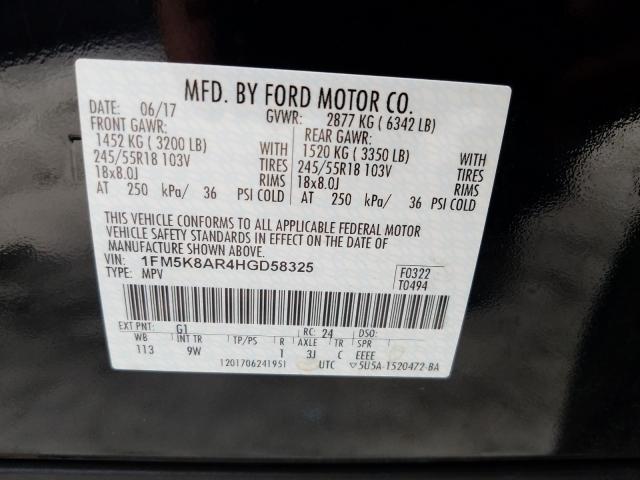 MFD. BY FORD MOTOR CO.
DATE: 06/17 GVWR: 2877 KG ( 6342 LB)
FRONT GAWR: REAR GAWR:
1452 KG ( 3200 LB) WITH 1520 KG ( 3350 LB) WITH
245/55R18 103V TIRES 245/55R18 103V TIRES
18x8.0J RIMS 18x8.0J RIMS
AT 250 kPa/ 36 PSI COLD AT 250 kPa/ 36 PSI COLD
THIS VEHICLE CONFORMS TO ALL APPLICABLE FEDERAL MOTOR
VEHICLE SAFETY STANDARDS IN EFFECT ON THE DATE OF
MANUFACTURE SHOWN ABOVE.
VIN: 1FM5K8AR4HGD58325 F0322
TYPE: MPV T0494
EXT PNT: G1 RC: 24 DSO:
WB INT TR TP/PS R AXLE TR SPR
113 9W 1 3J C EEEE
1201706241951 UTC 5U5A-1520472-BA